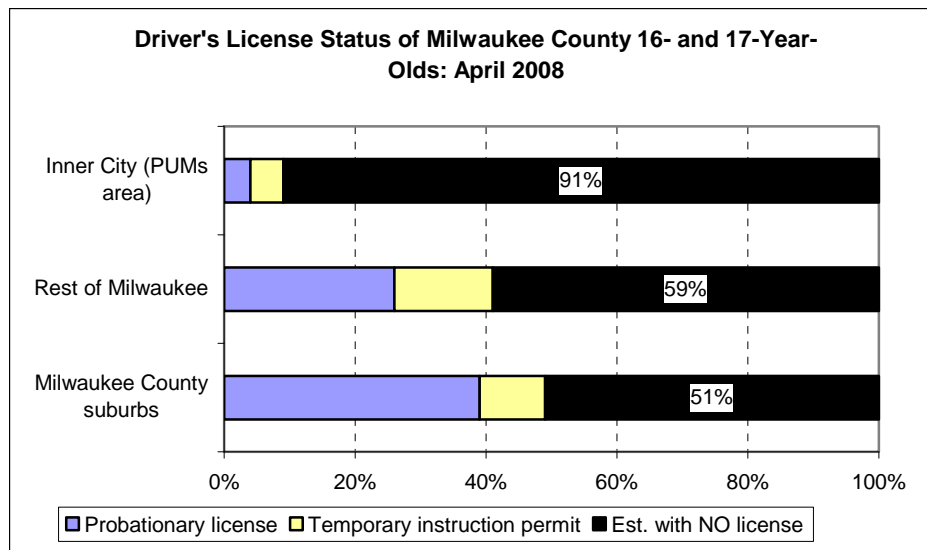 Driver's License Status of Milwaukee County 16- and 17-Year-
Olds: April 2008
Inner City (PUMs
area)
91%
Rest of Milwaukee
59%
Milwaukee County
suburbs
51%
0% 20% 40% 60% 80% 100%
Probationary license Temporary instruction permit Est. with NO license